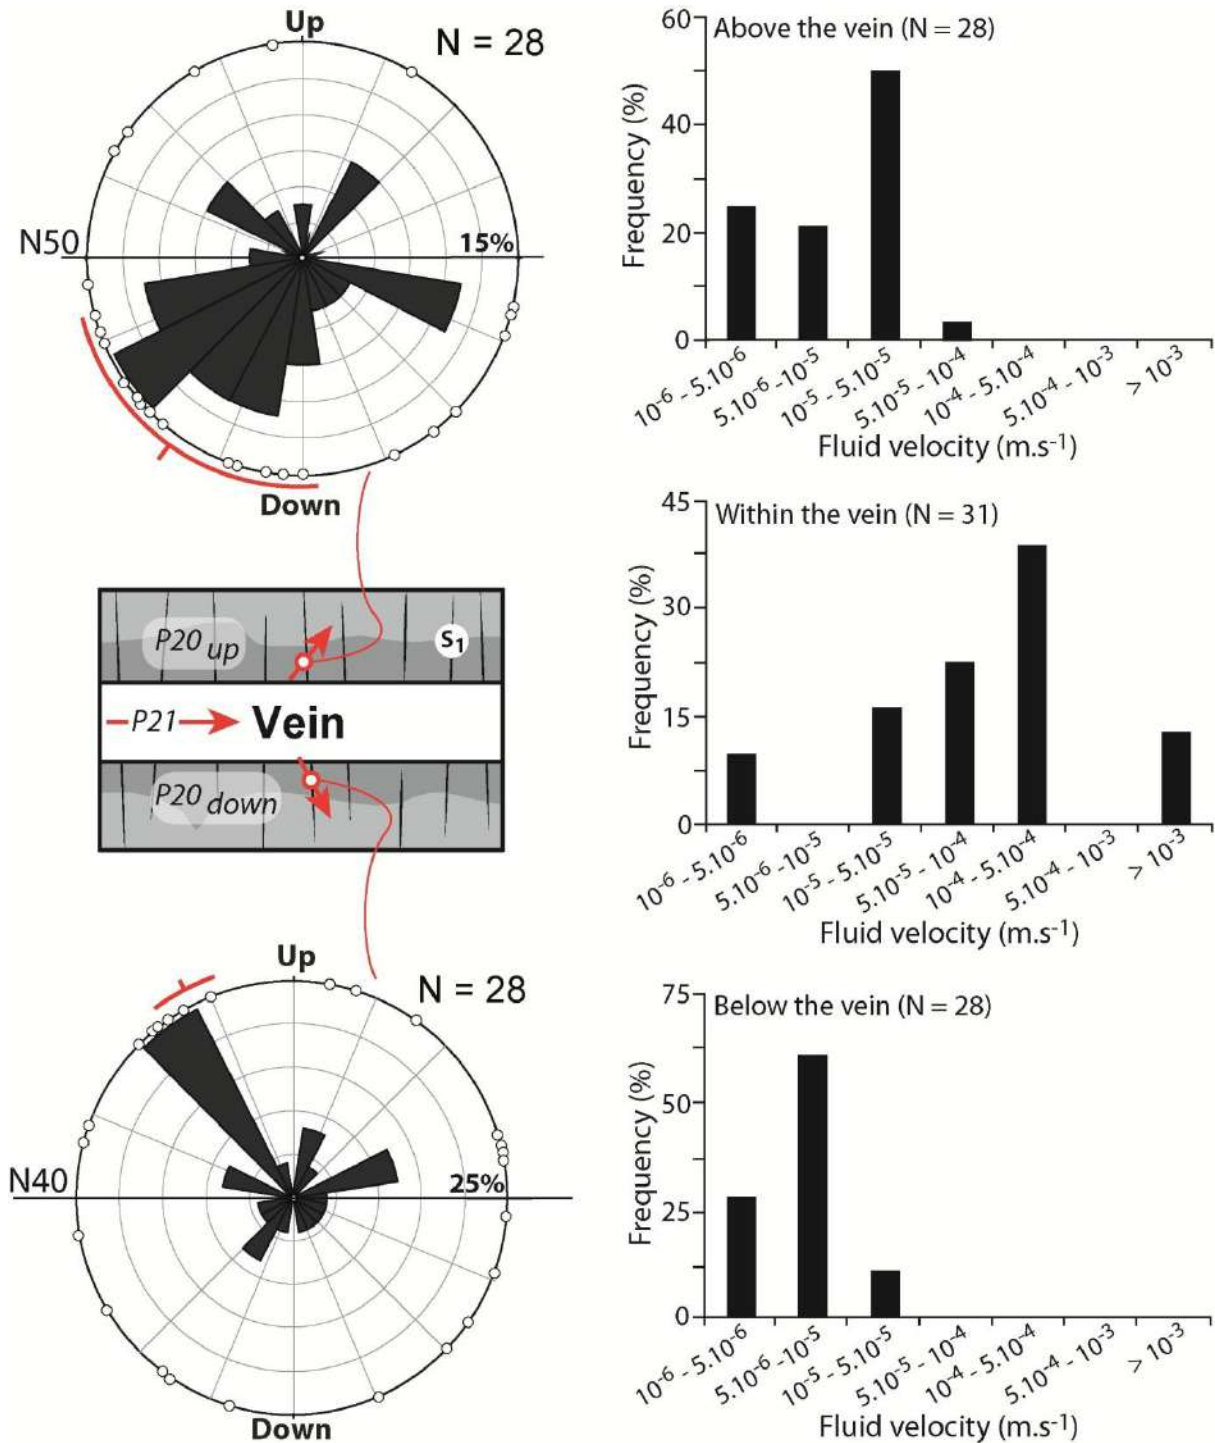 Up
N = 28
N50
15%
Down
60
40
20
0
Frequency (%)
Above the vein (N = 28)
10⁻⁶ - 5.10⁻⁶
5.10⁻⁶ -10⁻⁵
10⁻⁵ - 5.10⁻⁵
5.10⁻⁵ - 10⁻⁴
10⁻⁴ - 5.10⁻⁴
5.10⁻⁴ - 10⁻³
> 10⁻³
Fluid velocity (m.s⁻¹)
P20 up
S₁
P21
Vein
P20 down
45
30
15
0
Frequency (%)
Within the vein (N = 31)
10⁻⁶ - 5.10⁻⁶
5.10⁻⁶ -10⁻⁵
10⁻⁵ - 5.10⁻⁵
5.10⁻⁵ - 10⁻⁴
10⁻⁴ - 5.10⁻⁴
5.10⁻⁴ - 10⁻³
> 10⁻³
Fluid velocity (m.s⁻¹)
Up
N = 28
N40
25%
Down
75
50
25
0
Frequency (%)
Below the vein (N = 28)
10⁻⁶ - 5.10⁻⁶
5.10⁻⁶ -10⁻⁵
10⁻⁵ - 5.10⁻⁵
5.10⁻⁵ - 10⁻⁴
10⁻⁴ - 5.10⁻⁴
5.10⁻⁴ - 10⁻³
> 10⁻³
Fluid velocity (m.s⁻¹)